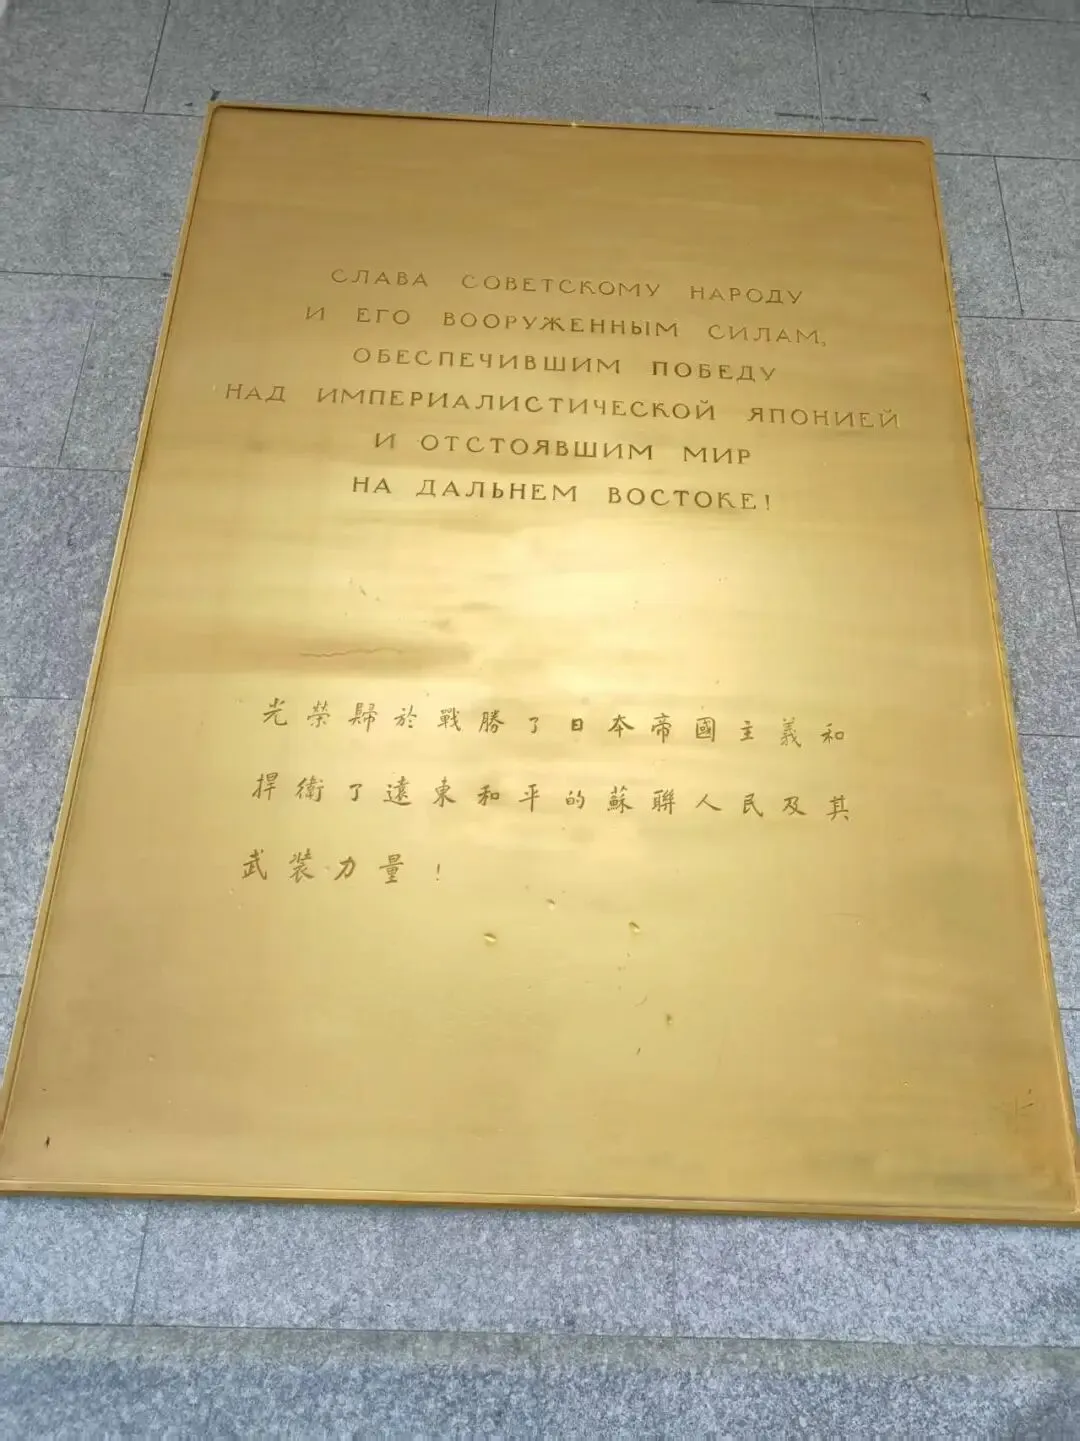 СЛАВА СОВЕТСКОМУ НАРОДУ
И ЕГО ВООРУЖЕННЫМ СИЛАМ,
ОБЕСПЕЧИВШИМ ПОБЕДУ
НАД ИМПЕРИАЛИСТИЧЕСКОЙ ЯПОНИЕЙ
И ОТСТОЯВШИМ МИР
НА ДАЛЬНЕМ ВОСТОКЕ!
光榮歸於戰勝了日本帝國主義和
捍衛了遠東和平的蘇聯人民及其
武裝力量!